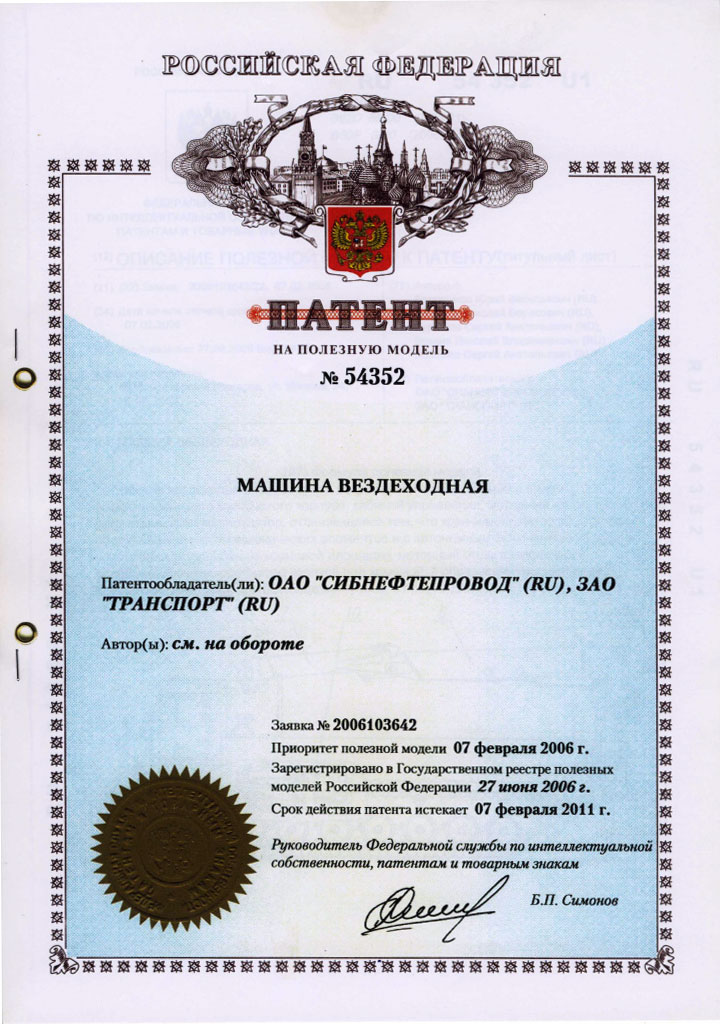 РОССИЙСКАЯ ФЕДЕРАЦИЯ
ПАТЕНТ
НА ПОЛЕЗНУЮ МОДЕЛЬ
№ 54352
МАШИНА ВЕЗДЕХОДНАЯ
Патентообладатель(ли): ОАО "СИБНЕФТЕПРОВОД" (RU), ЗАО
"ТРАНСПОРТ" (RU)
Автор(ы): см. на обороте
Заявка № 2006103642
Приоритет полезной модели 07 февраля 2006 г.
Зарегистрировано в Государственном реестре полезных
моделей Российской Федерации 27 июня 2006 г.
Срок действия патента истекает 07 февраля 2011 г.
Руководитель Федеральной службы по интеллектуальной
собственности, патентам и товарным знакам
Б.П. Симонов